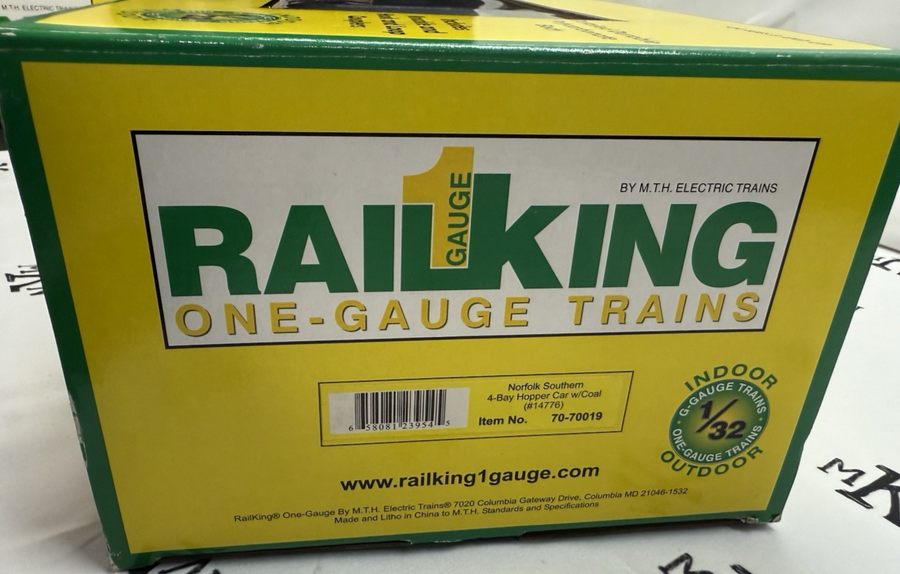 M.T.H. ELECTRIC TRAINS
1
GAUGE
BY M.T.H. ELECTRIC TRAINS
RAILKING
ONE-GAUGE TRAINS
Norfolk Southern
4-Bay Hopper Car w/Coal
(#14776)
Item No. 70-70019
6 58081 23954 5
INDOOR
G-GAUGE TRAINS
1/32
ONE-GAUGE TRAINS
OUTDOOR
www.railking1gauge.com
RailKing® One-Gauge By M.T.H. Electric Trains® 7020 Columbia Gateway Drive, Columbia MD 21046-1532
Made and Litho in China to M.T.H. Standards and Specifications